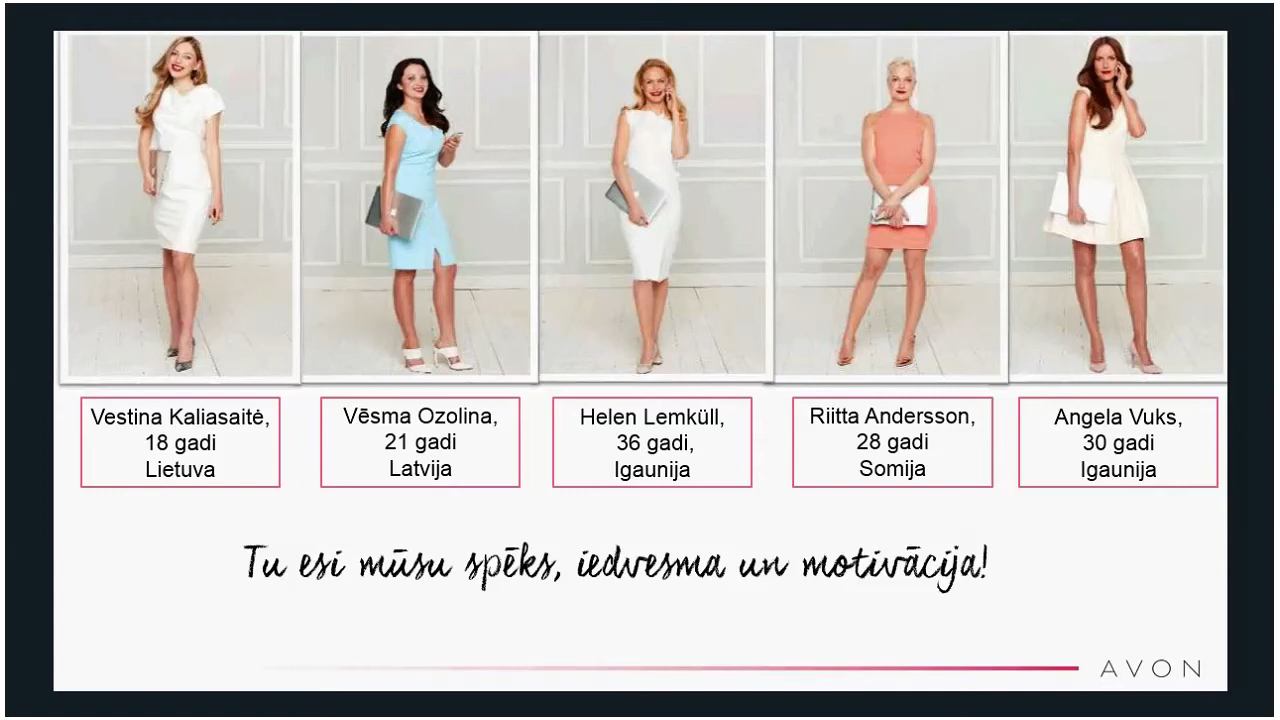 Vestina Kaliasaitė,
18 gadi
Lietuva
Vēsma Ozolina,
21 gadi
Latvija
Helen Lemküll,
36 gadi,
Igaunija
Riitta Andersson,
28 gadi
Somija
Angela Vuks,
30 gadi
Igaunija
Tu esi mūsu spēks, iedvesma un motivācija!
AVON